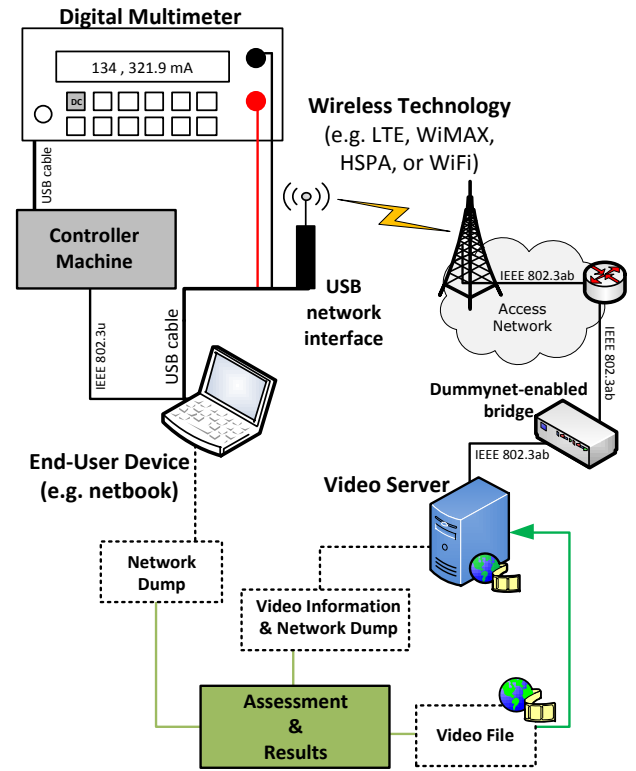 Digital Multimeter
134 , 321.9 mA
DC
USB cable
Wireless Technology
(e.g. LTE, WiMAX,
HSPA, or WiFi)
Controller
Machine
IEEE 802.3u
USB cable
USB
network
interface
IEEE 802.3ab
Access
Network
IEEE 802.3ab
Dummynet-enabled
bridge
IEEE 802.3ab
End-User Device
(e.g. netbook)
Video Server
Network
Dump
Video Information
& Network Dump
Assessment
&
Results
Video File